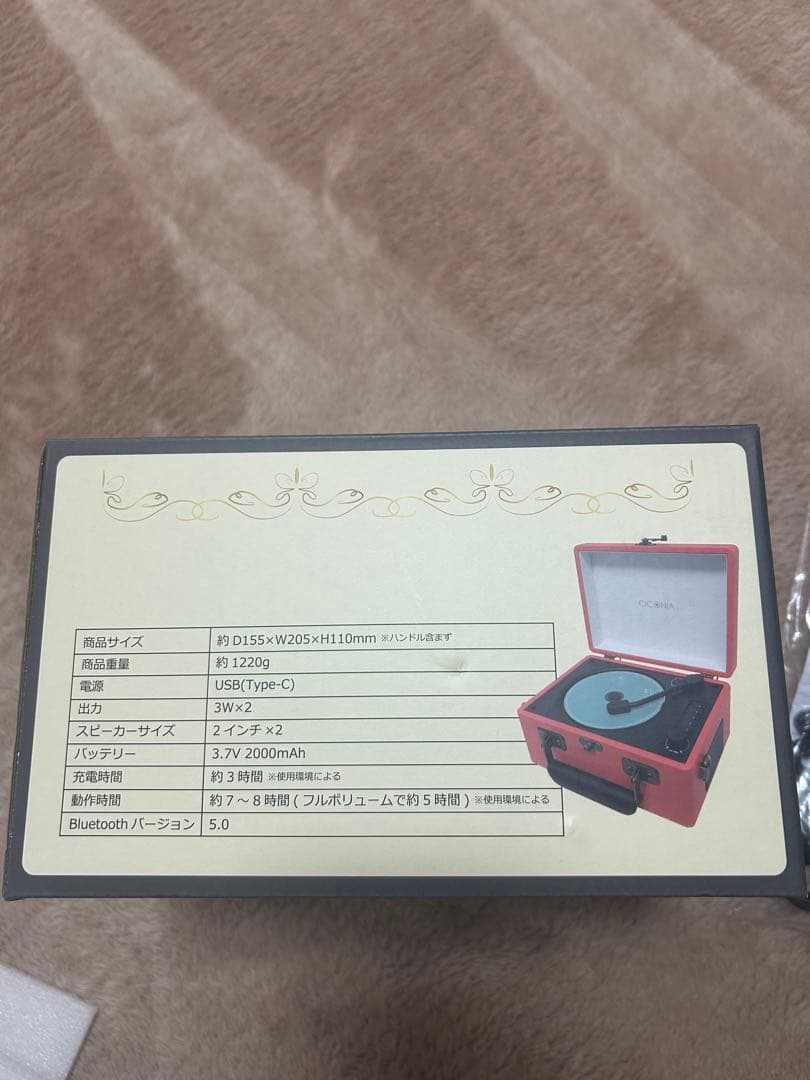 CICONIA
商品サイズ 約 D155×W205×H110mm ※ハンドル含まず
商品重量 約 1220g
電源 USB(Type-C)
出力 3W×2
スピーカーサイズ 2 インチ ×2
バッテリー 3.7V 2000mAh
充電時間 約 3 時間 ※使用環境による
動作時間 約 7 〜 8 時間 ( フルボリュームで約 5 時間 ) ※使用環境による
Bluetooth バージョン 5.0